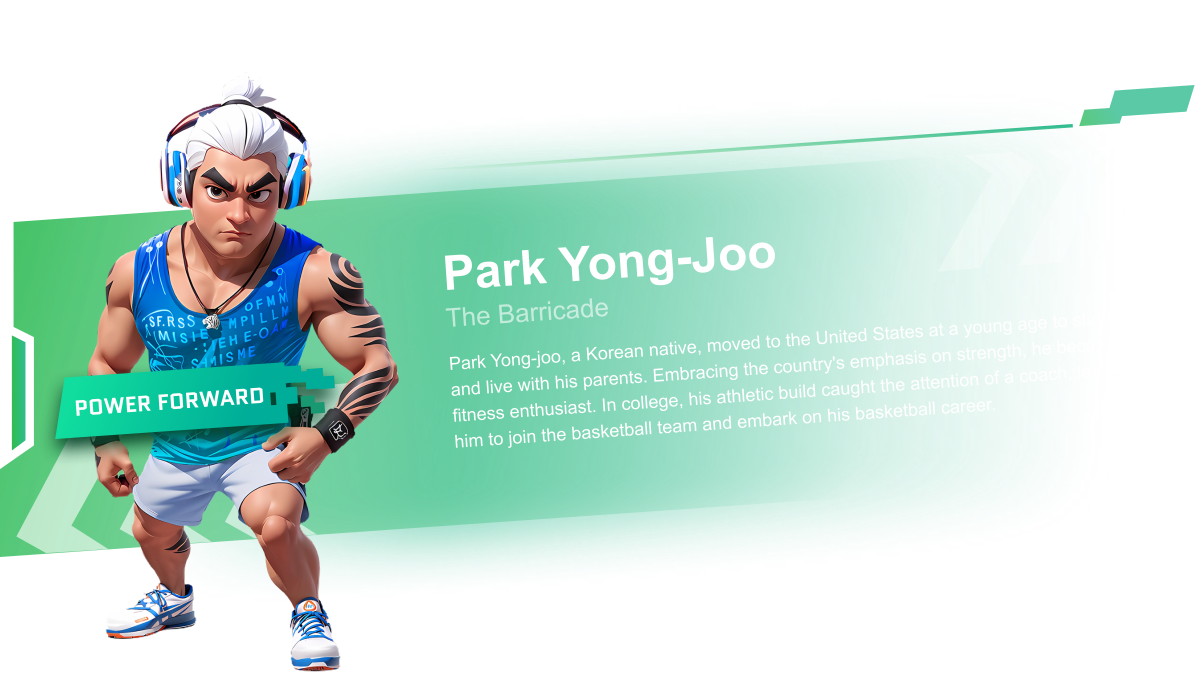 Park Yong-Joo
The Barricade
Park Yong-joo, a Korean native, moved to the United States at a young age to
and live with his parents. Embracing the country's emphasis on strength, he
fitness enthusiast. In college, his athletic build caught the attention of a coach,
him to join the basketball team and embark on his basketball career.
POWER FORWARD